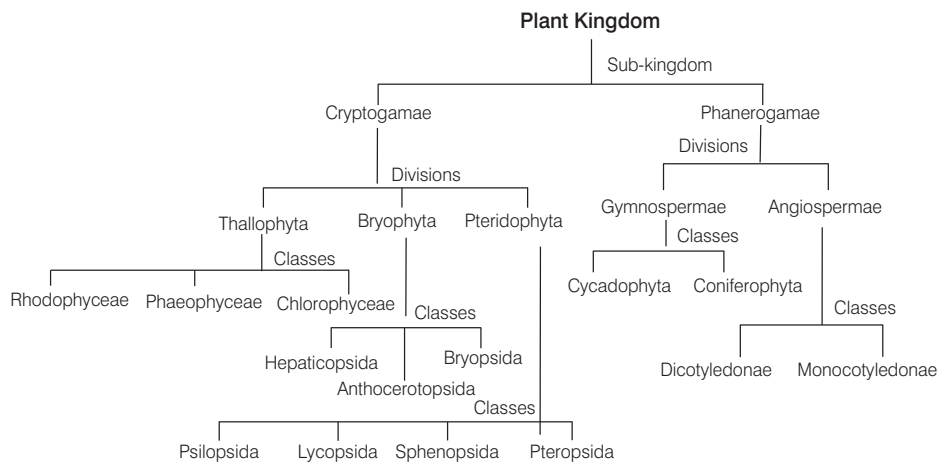 Plant Kingdom
Sub-kingdom
Cryptogamae Phanerogamae
Divisions
Divisions
Thallophyta Bryophyta Pteridophyta Gymnospermae Angiospermae
Classes
Classes
Rhodophyceae Phaeophyceae Chlorophyceae Cycadophyta Coniferophyta
Classes
Classes
Hepaticopsida Bryopsida
Dicotyledonae Monocotyledonae
Anthocerotopsida
Classes
Psilopsida Lycopsida Sphenopsida Pteropsida